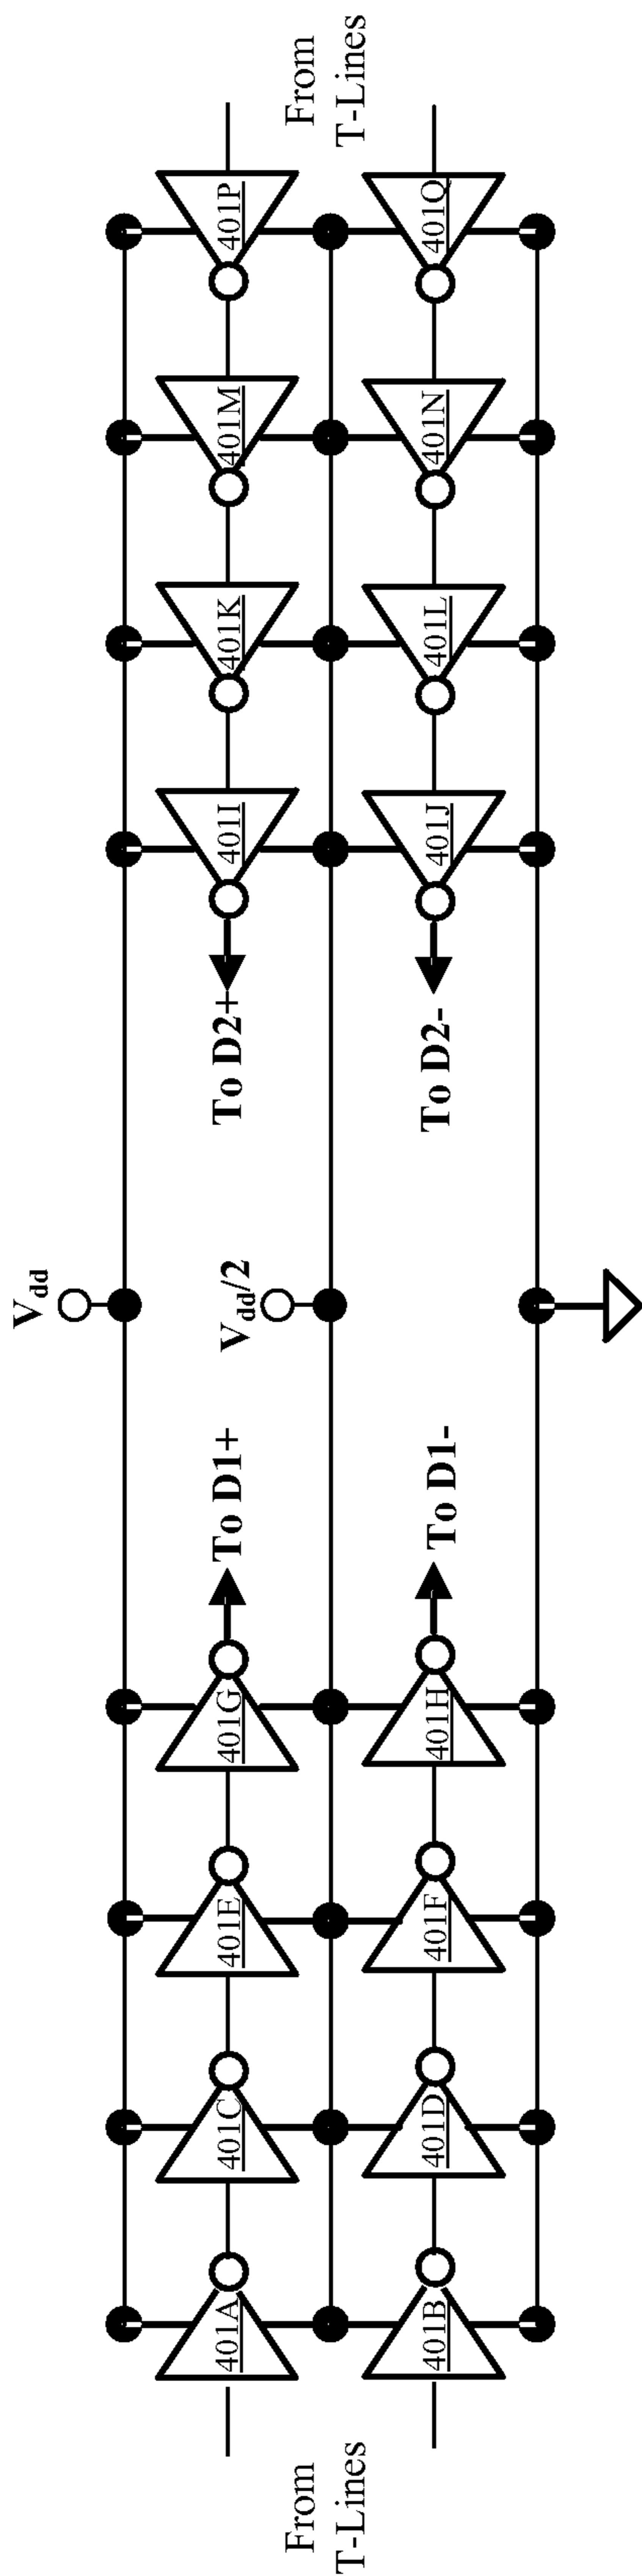 V_dd
V_dd/2
From
T-Lines
401A
401C
401E
401G
To D1+
To D2+
401I
401K
401M
401P
From
T-Lines
401B
401D
401F
401H
To D1-
To D2-
401J
401L
401N
401Q